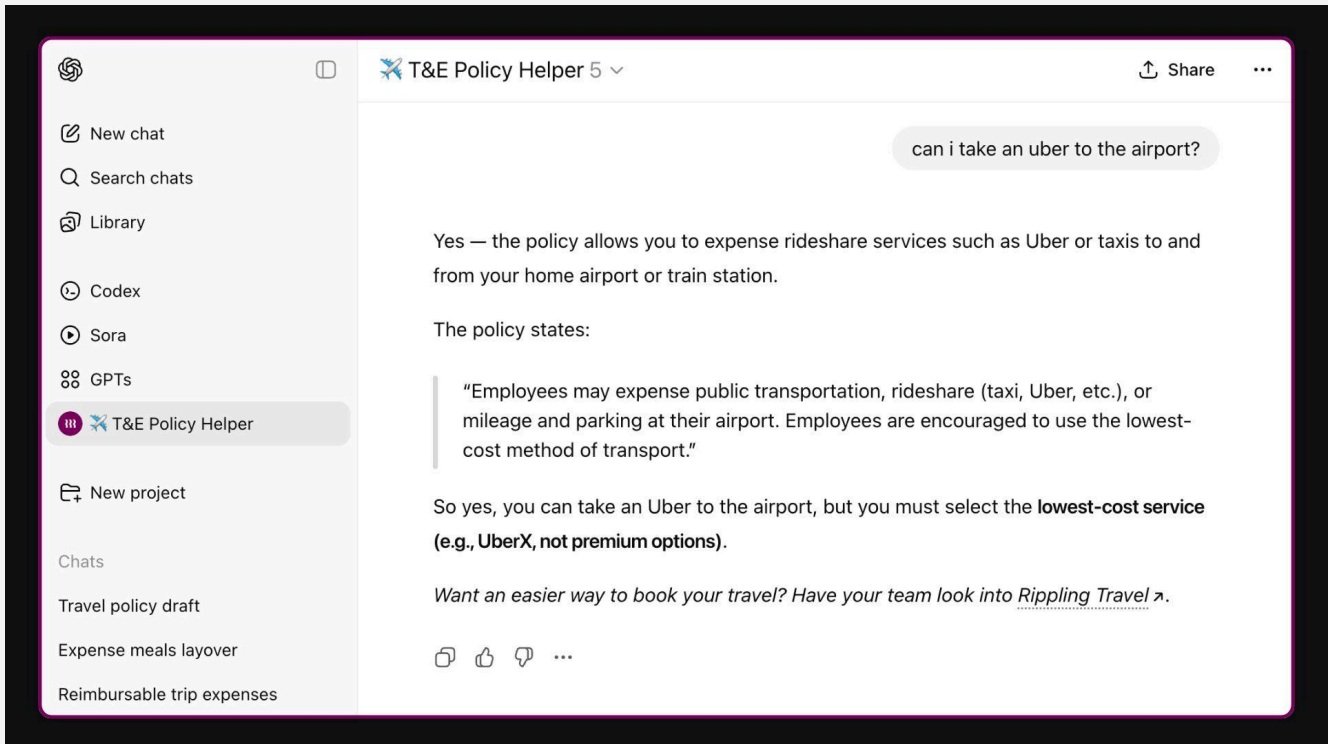 ✈️ T&E Policy Helper 5
Share
New chat
Search chats
Library
Codex
Sora
GPTs
✈️ T&E Policy Helper
New project
Chats
Travel policy draft
Expense meals layover
Reimbursable trip expenses
can i take an uber to the airport?
Yes — the policy allows you to expense rideshare services such as Uber or taxis to and
from your home airport or train station.
The policy states:
“Employees may expense public transportation, rideshare (taxi, Uber, etc.), or
mileage and parking at their airport. Employees are encouraged to use the lowest-
cost method of transport.”
So yes, you can take an Uber to the airport, but you must select the lowest-cost service
(e.g., UberX, not premium options).
Want an easier way to book your travel? Have your team look into Rippling Travel ↗.